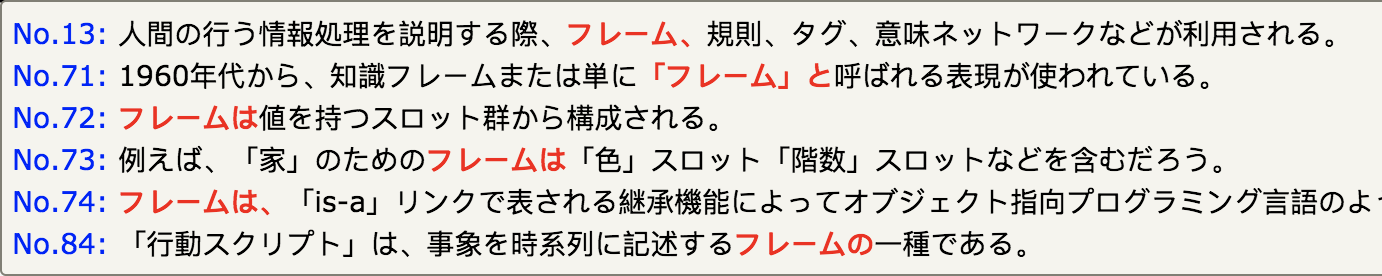 No.13: 人間の行う情報処理を説明する際、フレーム、規則、タグ、意味ネットワークなどが利用される。
No.71: 1960年代から、知識フレームまたは単に「フレーム」と呼ばれる表現が使われている。
No.72: フレームは値を持つスロット群から構成される。
No.73: 例えば、「家」のためのフレームは「色」スロット「階数」スロットなどを含むだろう。
No.74: フレームは、「is-a」リンクで表される継承機能によってオブジェクト指向プログラミング言語のよ
No.84: 「行動スクリプト」は、事象を時系列に記述するフレームの一種である。